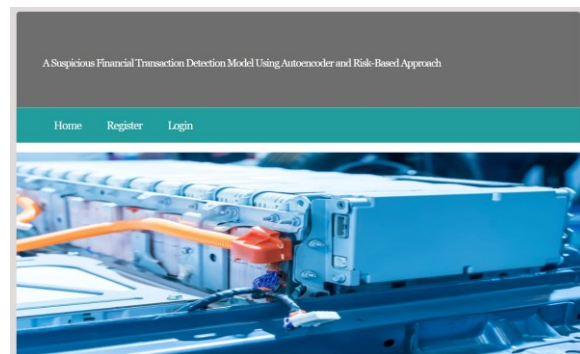 A Suspicious Financial Transaction Detection Model Using Autoencoder and Risk-Based Approach
Home Register Login